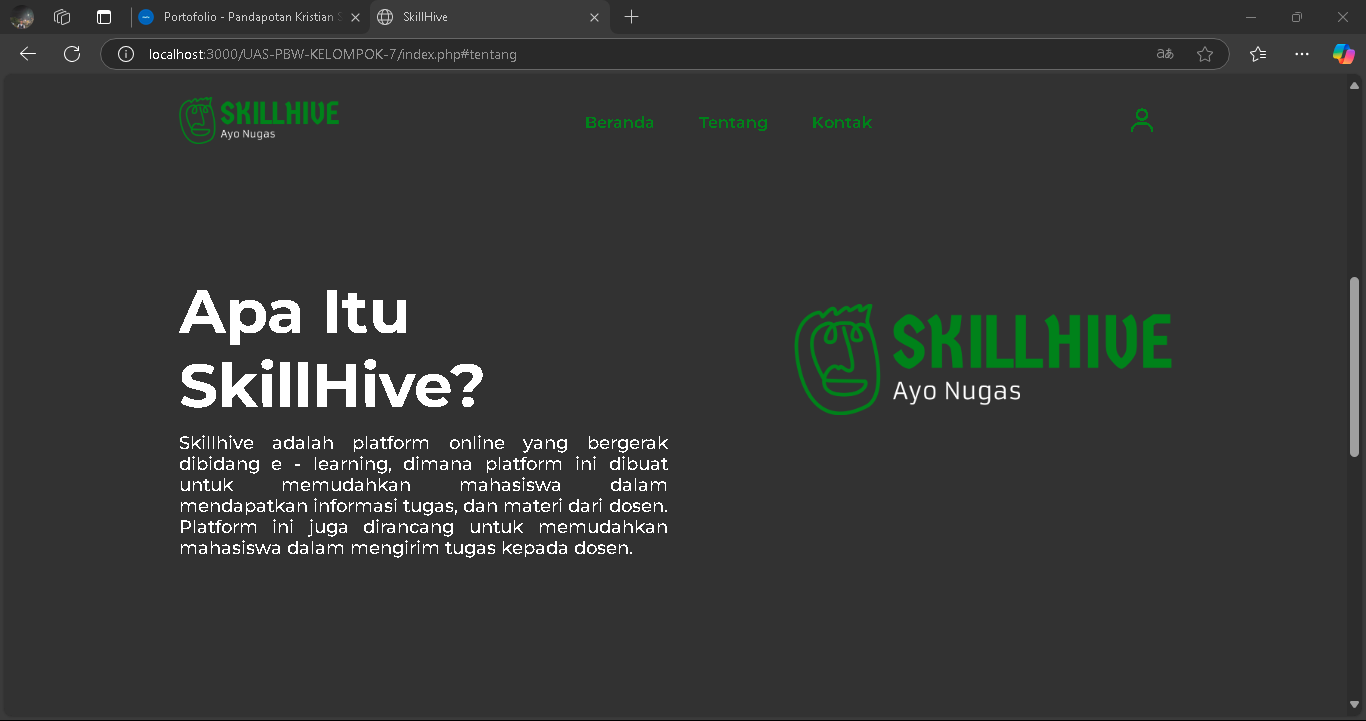 Portofolio - Pandapotan Kristian
SkillHive
localhost:3000/UAS-PBW-KELOMPOK-7/index.php#tentang
aあ
SKILLHIVE
Ayo Nugas
Beranda
Tentang
Kontak
Apa Itu
SkillHive?
Skillhive adalah platform online yang bergerak
dibidang e - learning, dimana platform ini dibuat
untuk memudahkan mahasiswa dalam
mendapatkan informasi tugas, dan materi dari dosen.
Platform ini juga dirancang untuk memudahkan
mahasiswa dalam mengirim tugas kepada dosen.
SKILLHIVE
Ayo Nugas